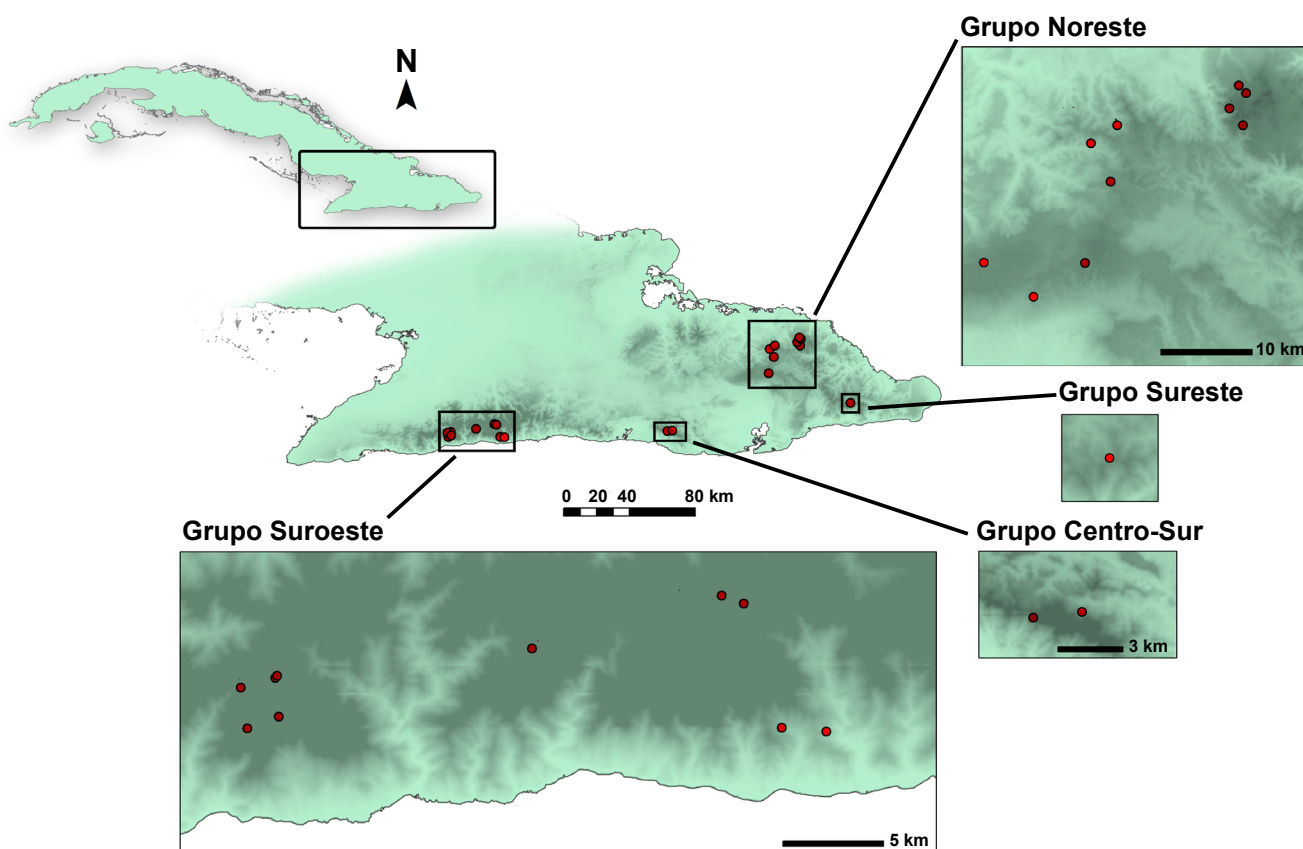 Grupo Noreste
N
10 km
Grupo Sureste
0 20 40 80 km
Grupo Suroeste
Grupo Centro-Sur
3 km
5 km